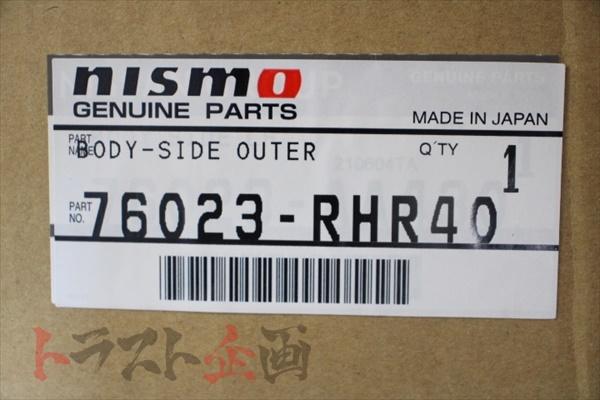 nismo
GENUINE PARTS
MADE IN JAPAN
PART NAME BODY-SIDE OUTER
Q'TY 1
PART NO. 76023-RHR40
トラスト企画